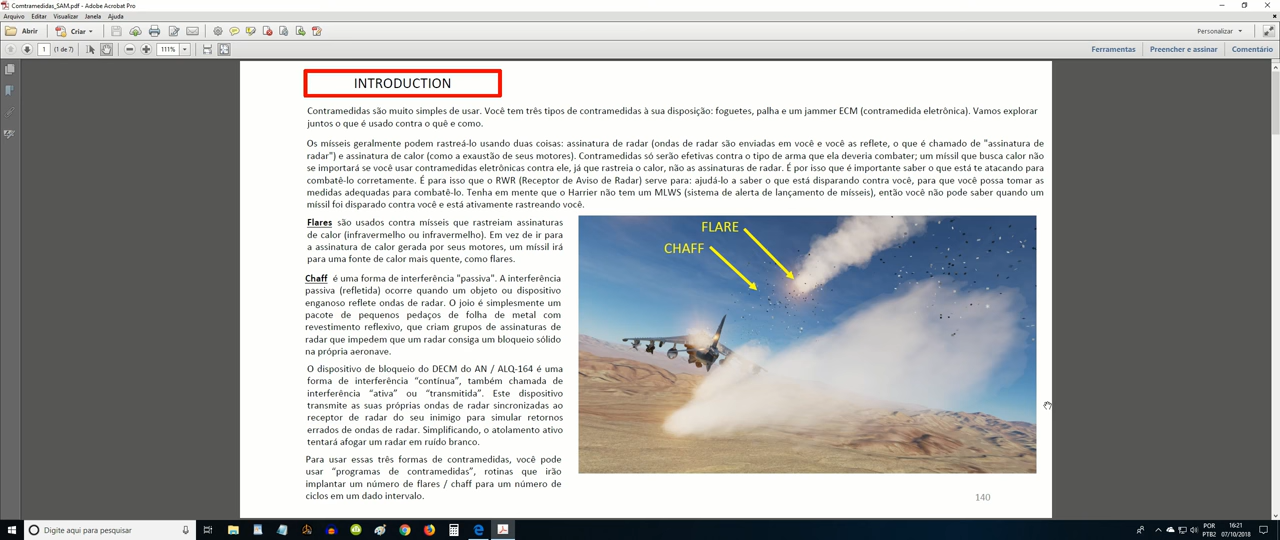 Comtramedidas_SAM.pdf - Adobe Acrobat Pro
Arquivo Editar Visualizar Janela Ajuda
Abrir Criar Personalizar
1 (1 de 7) 111% Ferramentas Preencher e assinar Comentário
INTRODUCTION
Contramedidas são muito simples de usar. Você tem três tipos de contramedidas à sua disposição: foguetes, palha e um jammer ECM (contramedida eletrônica). Vamos explorar
juntos o que é usado contra o quê e como.
Os mísseis geralmente podem rastreá-lo usando duas coisas: assinatura de radar (ondas de radar são enviadas em você e você as reflete, o que é chamado de "assinatura de
radar") e assinatura de calor (como a exaustão de seus motores). Contramedidas só serão efetivas contra o tipo de arma que ela deveria combater; um míssil que busca calor não
se importará se você usar contramedidas eletrônicas contra ele, já que rastreia o calor, não as assinaturas de radar. É por isso que é importante saber o que está te atacando para
combatê-lo corretamente. É para isso que o RWR (Receptor de Aviso de Radar) serve para: ajudá-lo a saber o que está disparando contra você, para que você possa tomar as
medidas adequadas para combatê-lo. Tenha em mente que o Harrier não tem um MLWS (sistema de alerta de lançamento de mísseis), então você não pode saber quando um
míssil foi disparado contra você e está ativamente rastreando você.
Flares são usados contra mísseis que rastreiam assinaturas
de calor (infravermelho ou infravermelho). Em vez de ir para
a assinatura de calor gerada por seus motores, um míssil irá
para uma fonte de calor mais quente, como flares.
Chaff é uma forma de interferência "passiva". A interferência
passiva (refletida) ocorre quando um objeto ou dispositivo
enganoso reflete ondas de radar. O joio é simplesmente um
pacote de pequenos pedaços de folha de metal com
revestimento reflexivo, que criam grupos de assinaturas de
radar que impedem que um radar consiga um bloqueio sólido
na própria aeronave.
O dispositivo de bloqueio do DECM do AN / ALQ-164 é uma
forma de interferência “contínua”, também chamada de
interferência “ativa” ou “transmitida”. Este dispositivo
transmite as suas próprias ondas de radar sincronizadas ao
receptor de radar do seu inimigo para simular retornos
errados de ondas de radar. Simplificando, o atolamento ativo
tentará afogar um radar em ruído branco.
Para usar essas três formas de contramedidas, você pode
usar “programas de contramedidas”, rotinas que irão
implantar um número de flares / chaff para um número de
ciclos em um dado intervalo.
FLARE
CHAFF
140
Digite aqui para pesquisar
POR
PTB2
16:21
07/10/2018